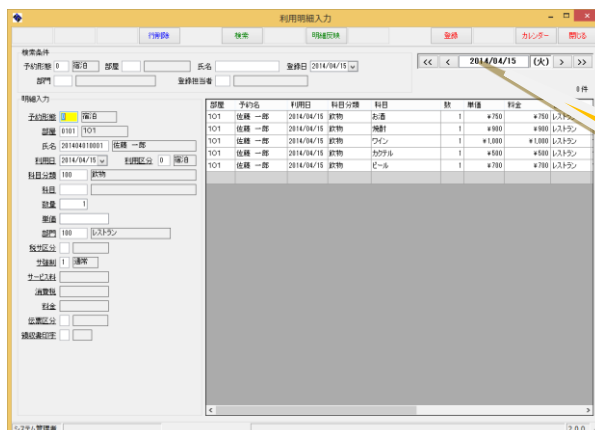 利用明細入力
行削除 検索 明細反映 登録 カレンダー 閉じる
検索条件
予約形態 0 宿泊 部屋 氏名 登録日 2014/04/15
部門 登録担当者
<< < 2014/04/15 (火) > >>
0件
明細入力
予約形態 0 宿泊
部屋 0101 101
氏名 201404010001 佐藤 一郎
利用日 2014/04/15 利用区分 0 宿泊
科目分類 100 飲物
科目
数量 1
単価
部門 100 レストラン
税サ区分
サ強制 1 通常
サービス料
消費税
料金
伝票区分
領収書印字
部屋 予約名 利用日 科目分類 科目 数 単価 料金 部門
101 佐藤 一郎 2014/04/15 飲物 お酒 1 ¥750 ¥750 レストラン
101 佐藤 一郎 2014/04/15 飲物 焼酎 1 ¥900 ¥900 レストラン
101 佐藤 一郎 2014/04/15 飲物 ワイン 1 ¥1,000 ¥1,000 レストラン
101 佐藤 一郎 2014/04/15 飲物 カクテル 1 ¥500 ¥500 レストラン
101 佐藤 一郎 2014/04/15 飲物 ビール 1 ¥700 ¥700 レストラン
システム管理者